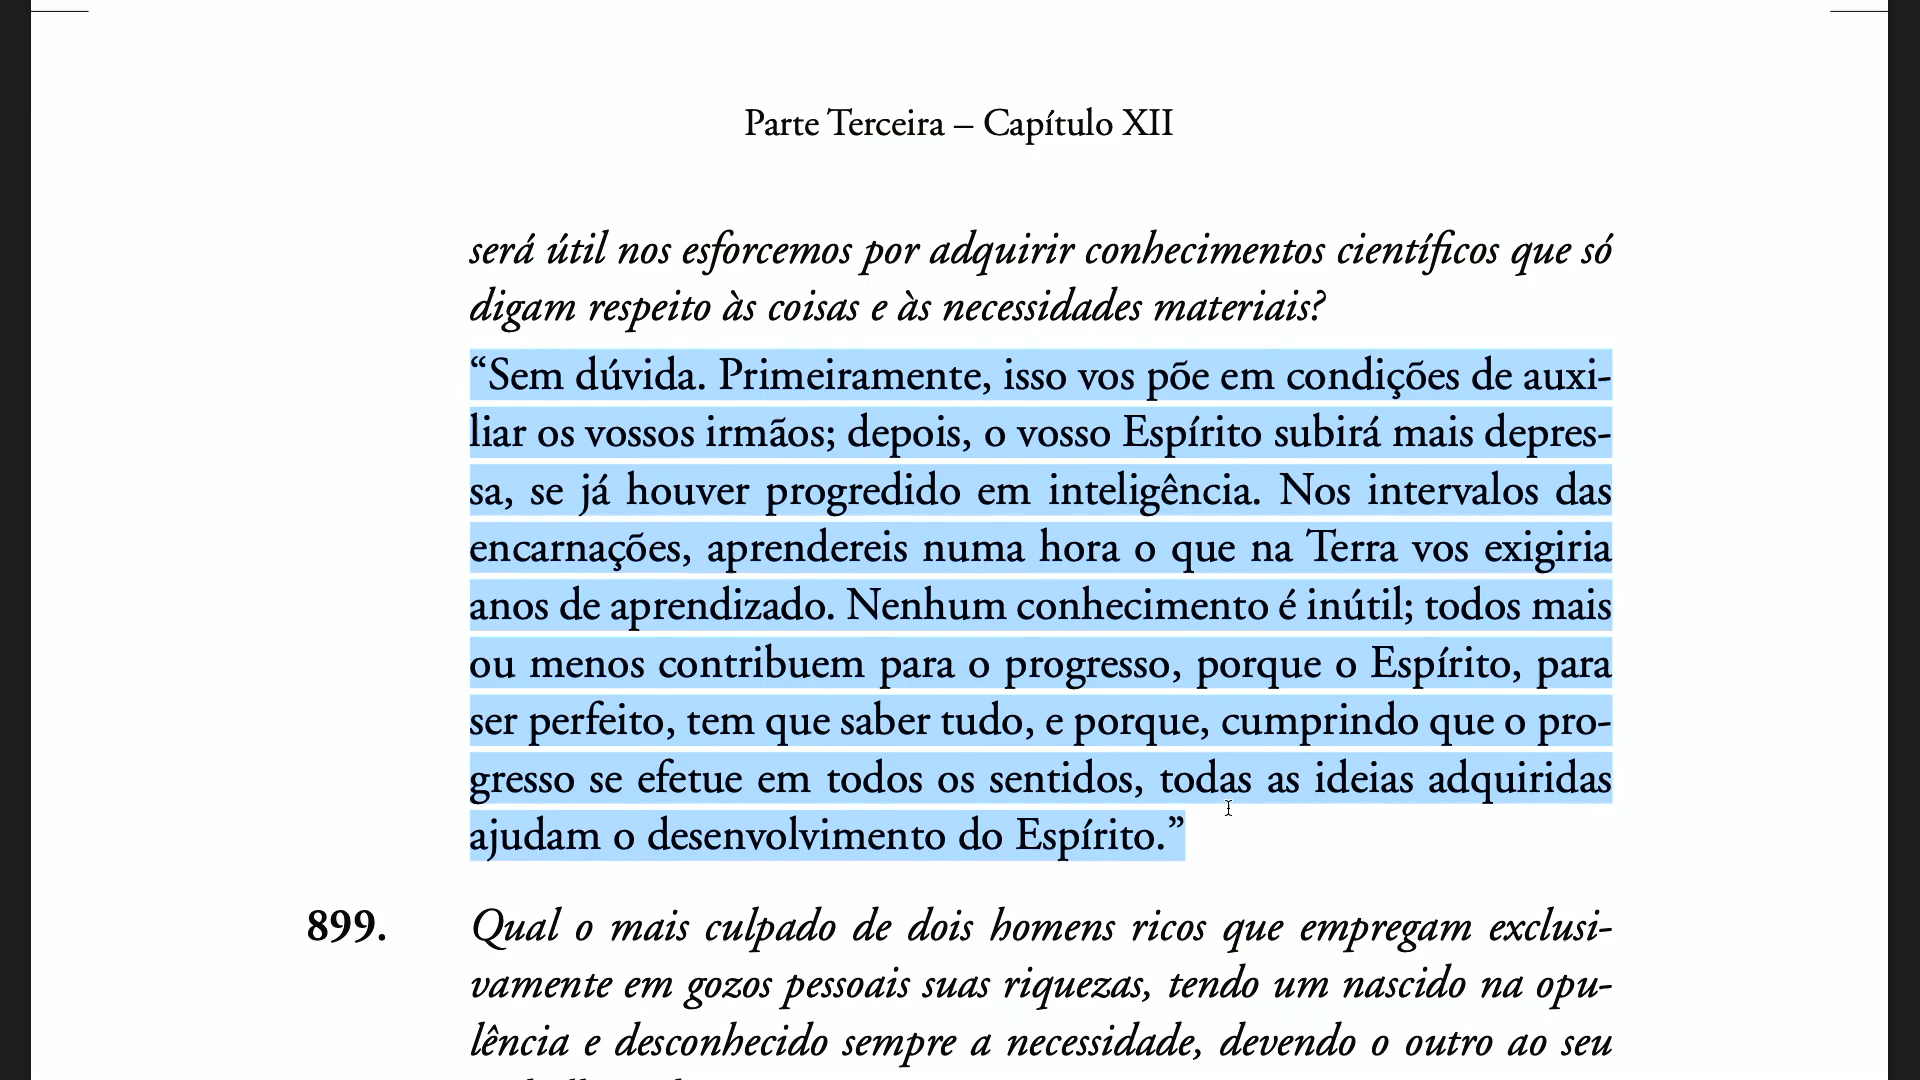 Parte Terceira – Capítulo XII
será útil nos esforcemos por adquirir conhecimentos científicos que só
digam respeito às coisas e às necessidades materiais?
“Sem dúvida. Primeiramente, isso vos põe em condições de auxi-
liar os vossos irmãos; depois, o vosso Espírito subirá mais depres-
sa, se já houver progredido em inteligência. Nos intervalos das
encarnações, aprendereis numa hora o que na Terra vos exigiria
anos de aprendizado. Nenhum conhecimento é inútil; todos mais
ou menos contribuem para o progresso, porque o Espírito, para
ser perfeito, tem que saber tudo, e porque, cumprindo que o pro-
gresso se efetue em todos os sentidos, todas as ideias adquiridas
ajudam o desenvolvimento do Espírito.”
899. Qual o mais culpado de dois homens ricos que empregam exclusi-
vamente em gozos pessoais suas riquezas, tendo um nascido na opu-
lência e desconhecido sempre a necessidade, devendo o outro ao seu